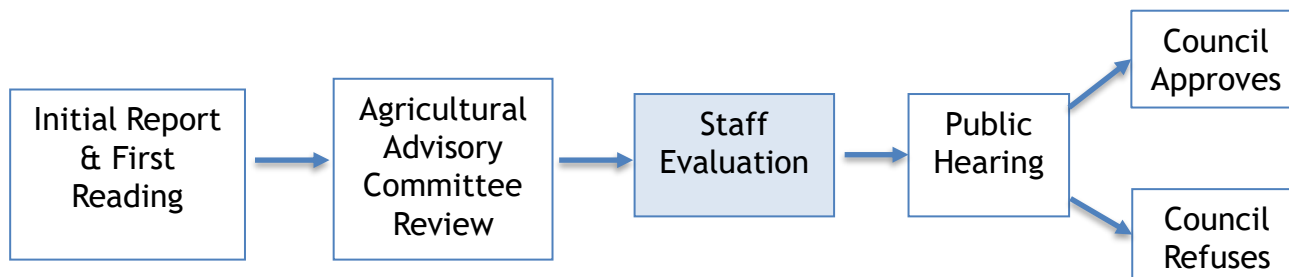 Initial Report
& First
Reading
Agricultural
Advisory
Committee
Review
Staff
Evaluation
Public
Hearing
Council
Approves
Council
Refuses